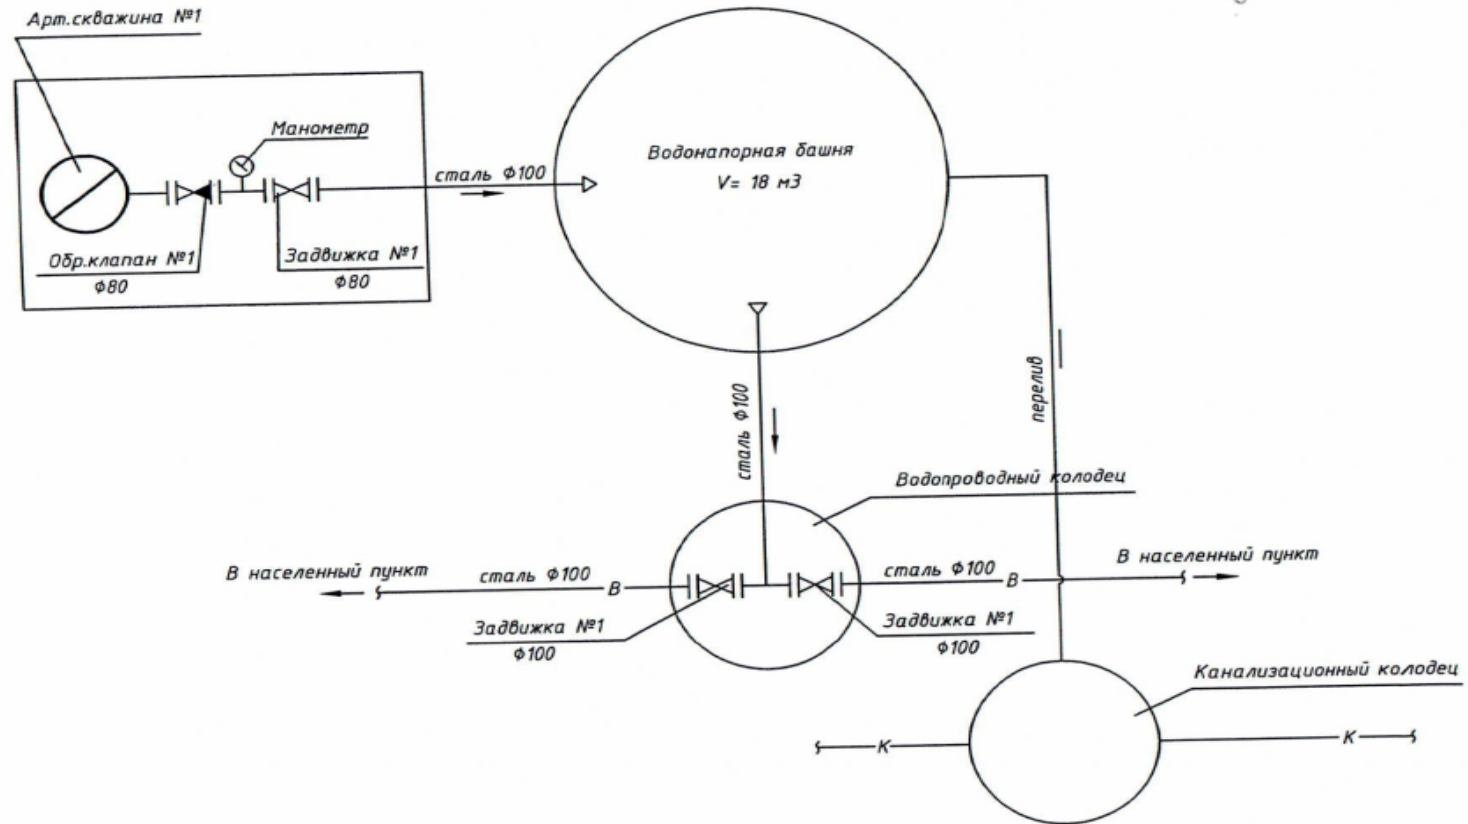 Арт.скважина №1
Манометр
сталь Ф100
Обр.клапан №1
Ф80
Задвижка №1
Ф80
Водонапорная башня
V= 18 м3
сталь Ф100
перелив
Водопроводный колодец
В населенный пункт
сталь Ф100
В
сталь Ф100
В
В населенный пункт
Задвижка №1
Ф100
Задвижка №1
Ф100
Канализационный колодец
К
К